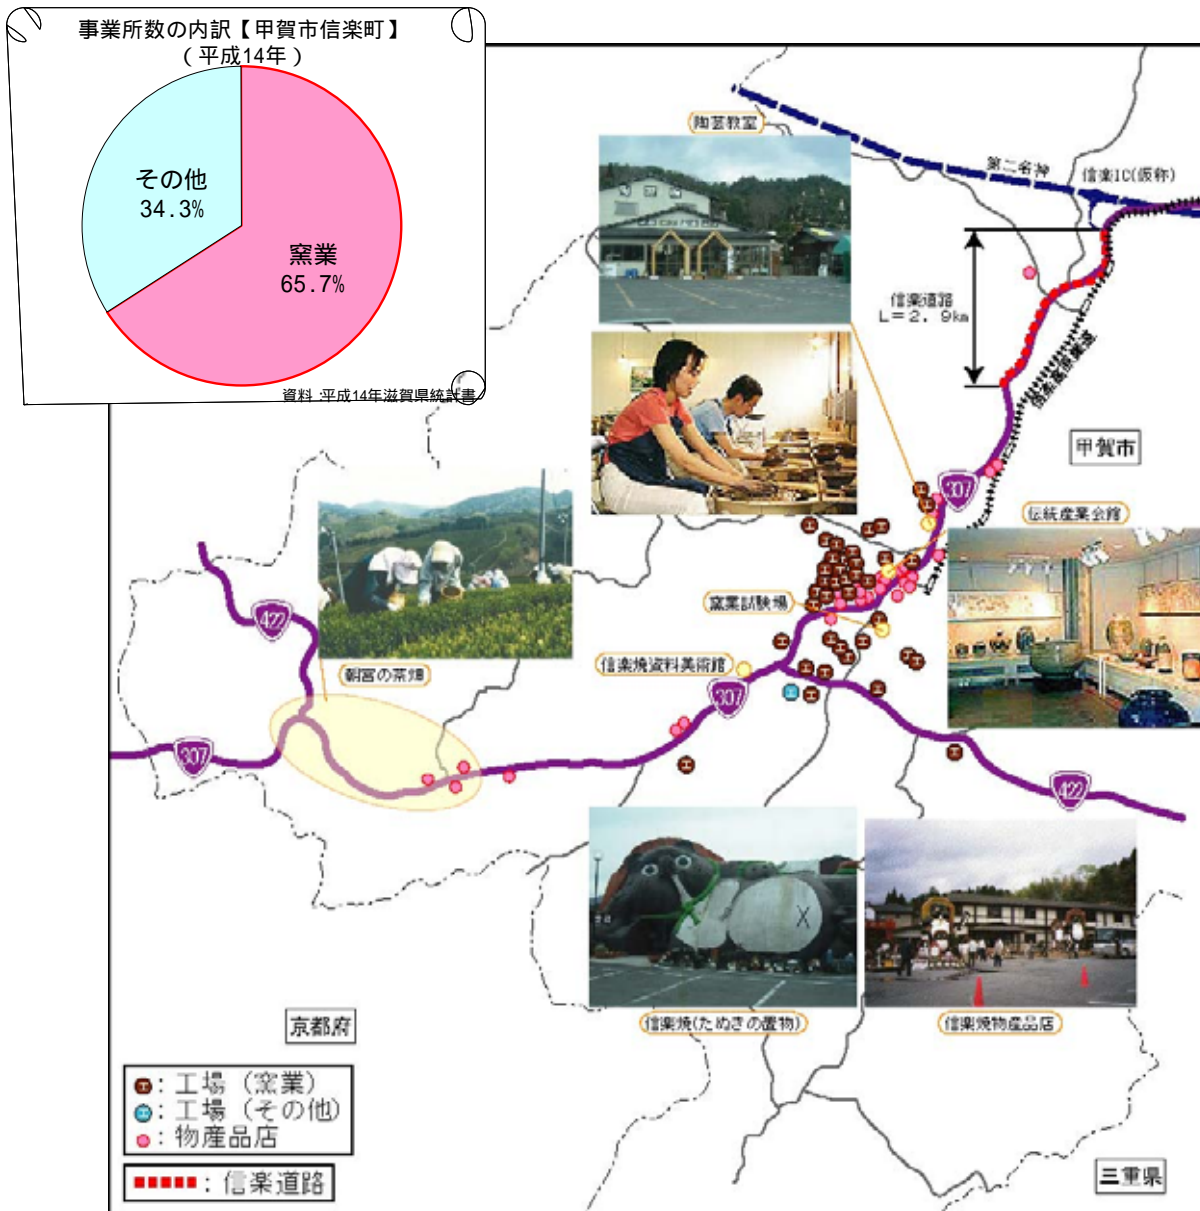 事業所数の内訳【甲賀市信楽町】
(平成14年)
その他
34.3%
窯業
65.7%
資料:平成14年滋賀県統計書
陶芸教室
第二名神
信楽IC(仮称)
信楽道路
L=2.9km
信楽高原鐵道
甲賀市
307
伝統産業会館
窯業試験場
422
朝宮の茶畑
信楽焼資料美術館
307
307
422
信楽焼(たぬきの置物)
信楽焼物産品店
京都府
:工場(窯業)
:工場(その他)
:物産品店
:信楽道路
三重県